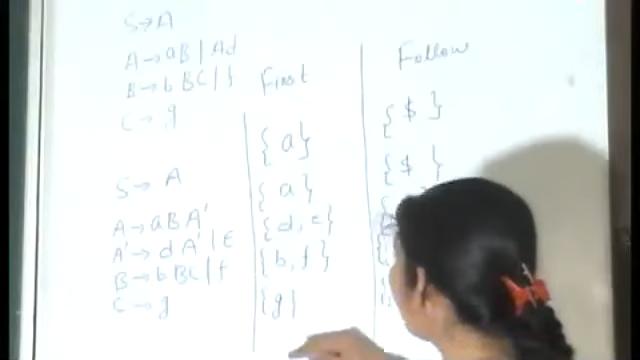 S→A
A→aB|Ad
B→bBC|f
C→g
First
Follow
{a}
{$}
S→A
{a}
{$}
A→aBA'
{d,ε}
A'→dA'|ε
{b,f}
B→bBC|f
{g}
C→g